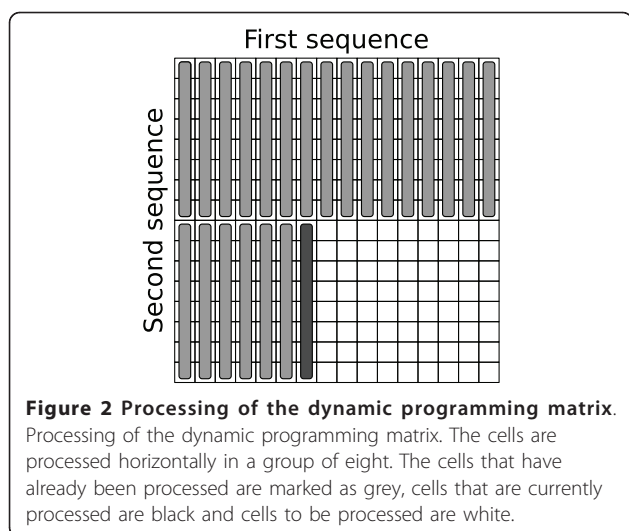 First sequence
Second sequence
Figure 2 Processing of the dynamic programming matrix.
Processing of the dynamic programming matrix. The cells are
processed horizontally in a group of eight. The cells that have
already been processed are marked as grey, cells that are currently
processed are black and cells to be processed are white.